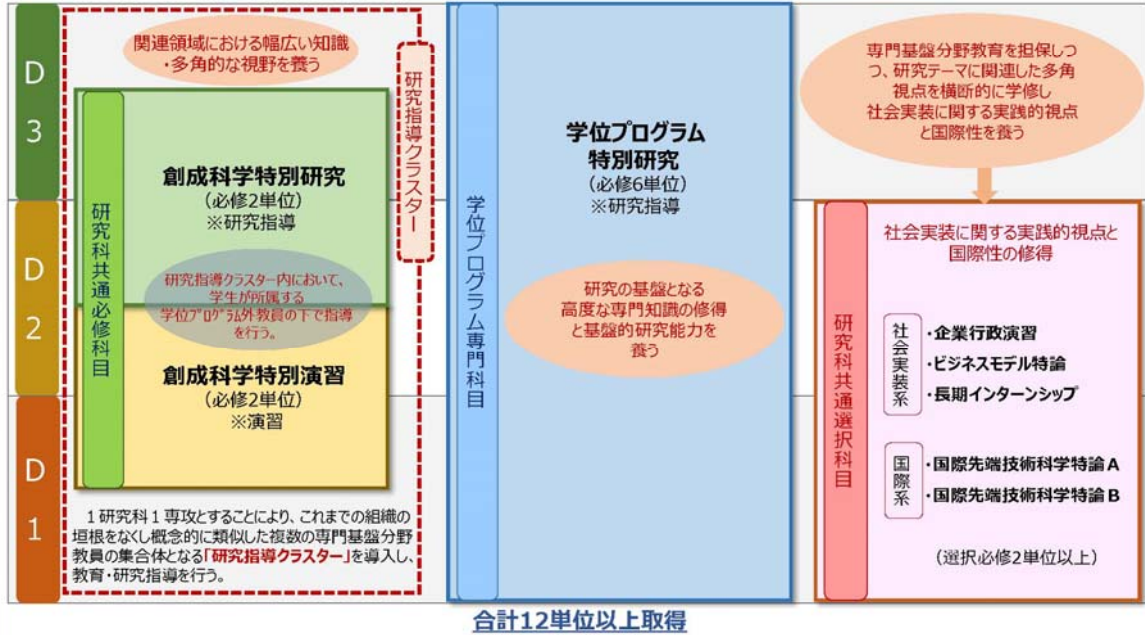 D3
D2
D1
関連領域における幅広い知識
・多角的な視野を養う
研究指導クラスター
研究科共通必修科目
創成科学特別研究
(必修2単位)
※研究指導
研究指導クラスター内において、
学生が所属する
学位プログラム外教員の下で指導
を行う。
創成科学特別演習
(必修2単位)
※演習
1研究科1専攻とすることにより、これまでの組織の
垣根をなくし概念的に類似した複数の専門基盤分野
教員の集合体となる「研究指導クラスター」を導入し、
教育・研究指導を行う。
学位プログラム専門科目
学位プログラム
特別研究
(必修6単位)
※研究指導
研究の基盤となる
高度な専門知識の修得
と基盤的研究能力を
養う
専門基盤分野教育を担保しつ
つ、研究テーマに関連した多角
視点を横断的に学修し
社会実装に関する実践的視点
と国際性を養う
研究科共通選択科目
社会実装に関する実践的視点と
国際性の修得
社会実装系
・企業行政演習
・ビジネスモデル特論
・長期インターンシップ
国際系
・国際先端技術科学特論A
・国際先端技術科学特論B
(選択必修2単位以上)
合計12単位以上取得